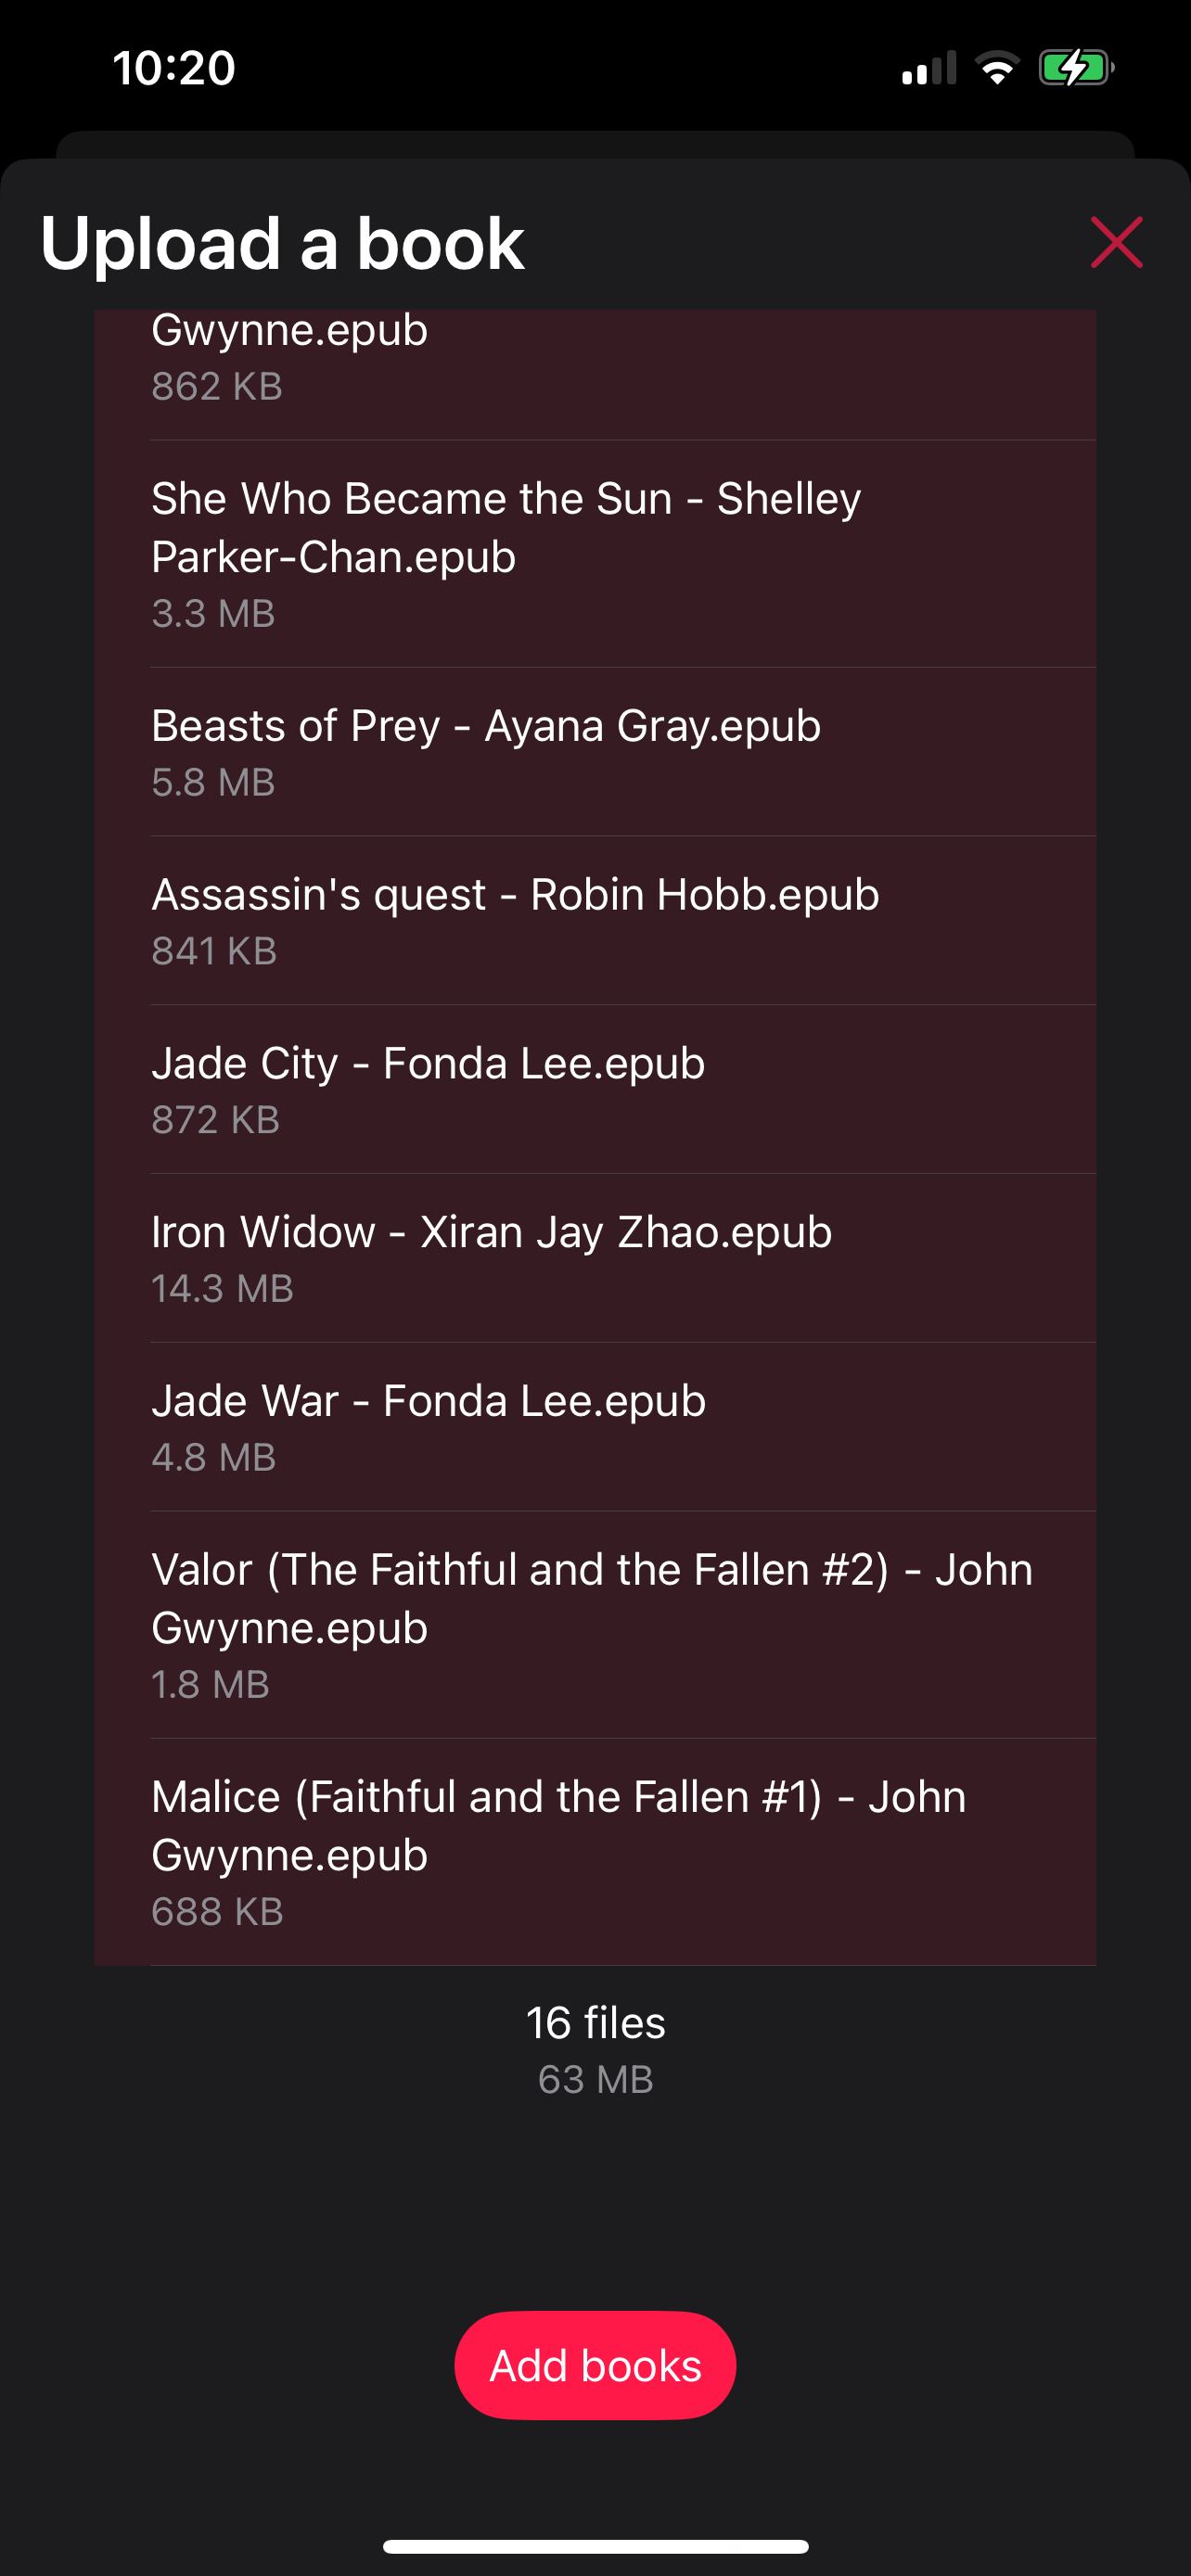 10:20
Upload a book
Gwynne.epub
862 KB
She Who Became the Sun - Shelley
Parker-Chan.epub
3.3 MB
Beasts of Prey - Ayana Gray.epub
5.8 MB
Assassin's quest - Robin Hobb.epub
841 KB
Jade City - Fonda Lee.epub
872 KB
Iron Widow - Xiran Jay Zhao.epub
14.3 MB
Jade War - Fonda Lee.epub
4.8 MB
Valor (The Faithful and the Fallen #2) - John
Gwynne.epub
1.8 MB
Malice (Faithful and the Fallen #1) - John
Gwynne.epub
688 KB
16 files
63 MB
Add books